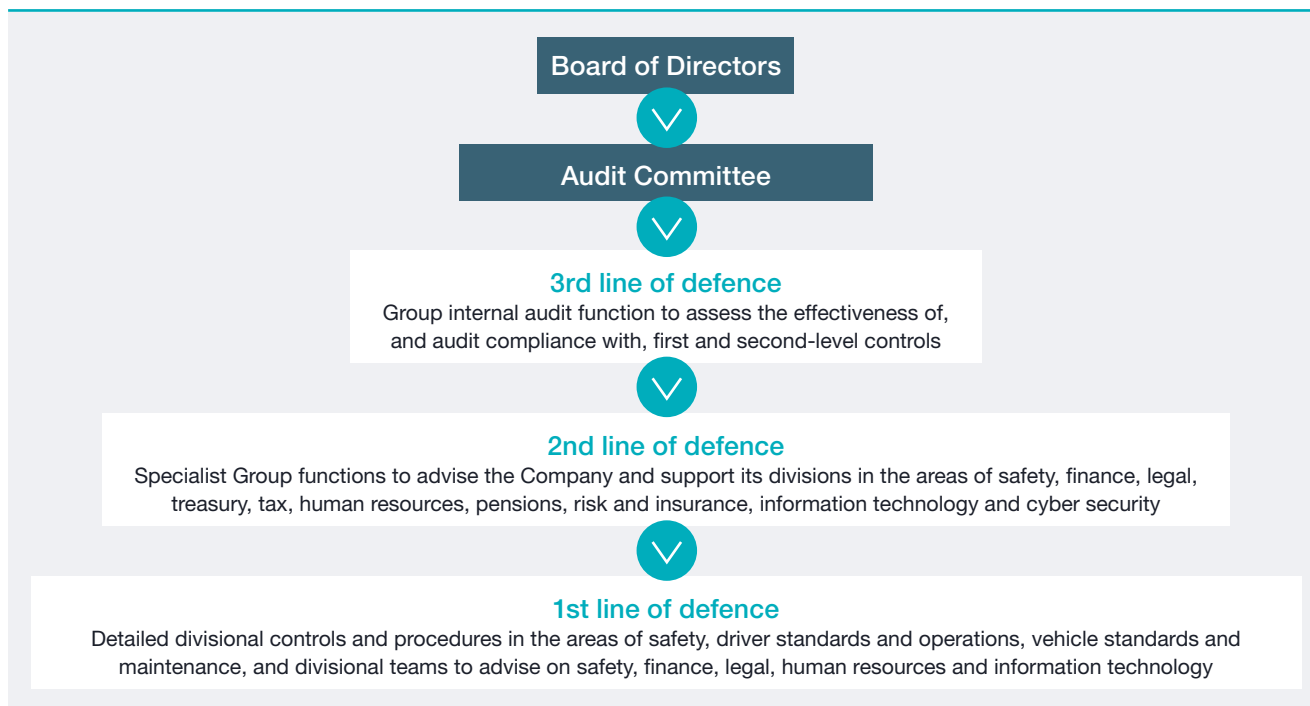 Board of Directors
Audit Committee
3rd line of defence
Group internal audit function to assess the effectiveness of,
and audit compliance with, first and second-level controls
2nd line of defence
Specialist Group functions to advise the Company and support its divisions in the areas of safety, finance, legal,
treasury, tax, human resources, pensions, risk and insurance, information technology and cyber security
1st line of defence
Detailed divisional controls and procedures in the areas of safety, driver standards and operations, vehicle standards and
maintenance, and divisional teams to advise on safety, finance, legal, human resources and information technology